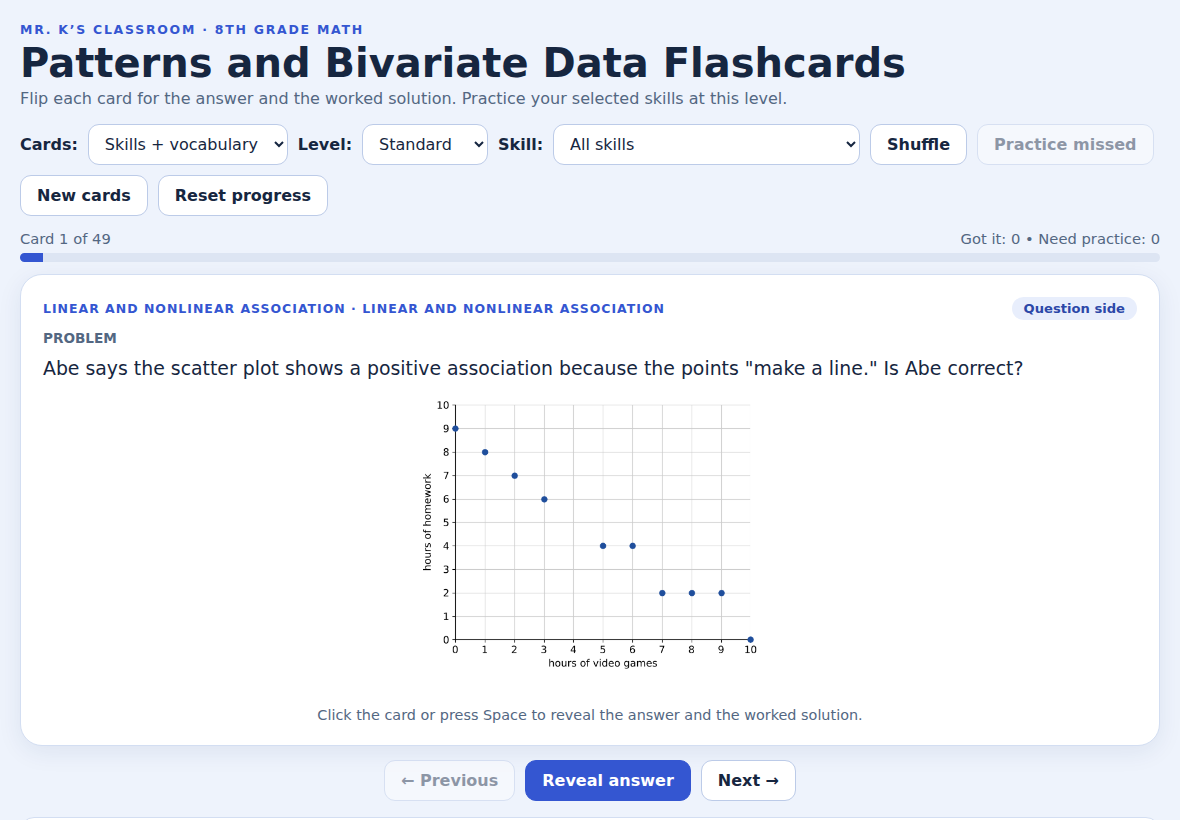 MR. K'S CLASSROOM · 8TH GRADE MATH
Patterns and Bivariate Data Flashcards
Flip each card for the answer and the worked solution. Practice your selected skills at this level.
Cards: Skills + vocabulary Level: Standard Skill: All skills Shuffle Practice missed
New cards Reset progress
Card 1 of 49 Got it: 0 • Need practice: 0
LINEAR AND NONLINEAR ASSOCIATION · LINEAR AND NONLINEAR ASSOCIATION Question side
PROBLEM
Abe says the scatter plot shows a positive association because the points "make a line." Is Abe correct?
10
9
8
7
6
5
4
3
2
1
0
hours of homework
0 1 2 3 4 5 6 7 8 9 10
hours of video games
Click the card or press Space to reveal the answer and the worked solution.
← Previous Reveal answer Next →